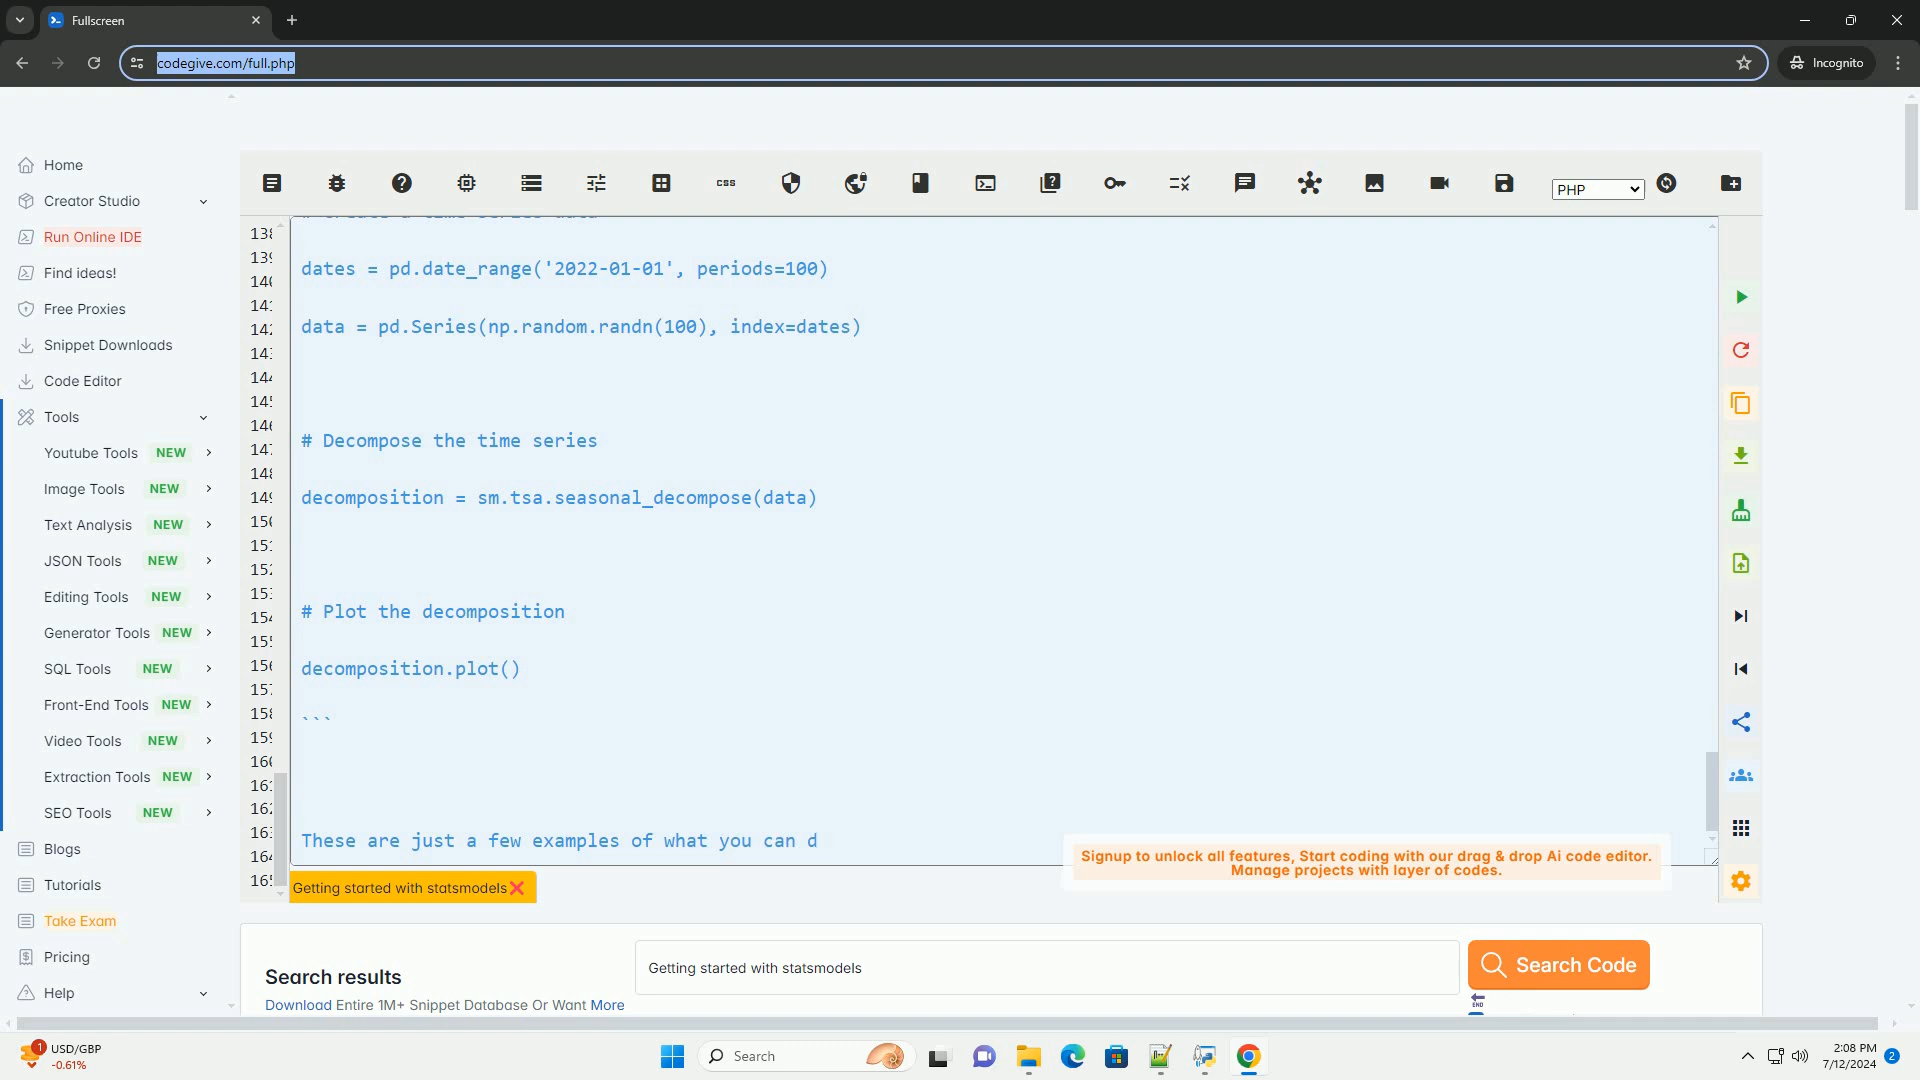 Fullscreen
codegive.com/full.php
Incognito
Home
Creator Studio
Run Online IDE
Find ideas!
Free Proxies
Snippet Downloads
Code Editor
Tools
Youtube Tools NEW
Image Tools NEW
Text Analysis NEW
JSON Tools NEW
Editing Tools NEW
Generator Tools NEW
SQL Tools NEW
Front-End Tools NEW
Video Tools NEW
Extraction Tools NEW
SEO Tools NEW
Blogs
Tutorials
Take Exam
Pricing
Help
css
PHP
dates = pd.date_range('2022-01-01', periods=100)
data = pd.Series(np.random.randn(100), index=dates)
# Decompose the time series
decomposition = sm.tsa.seasonal_decompose(data)
# Plot the decomposition
decomposition.plot()
```
These are just a few examples of what you can d
Signup to unlock all features, Start coding with our drag & drop Ai code editor.
Manage projects with layer of codes.
Getting started with statsmodels
Search results
Getting started with statsmodels
Search Code
Download Entire 1M+ Snippet Database Or Want More
END
1
USD/GBP
-0.61%
Search
2:08 PM
7/12/2024
2